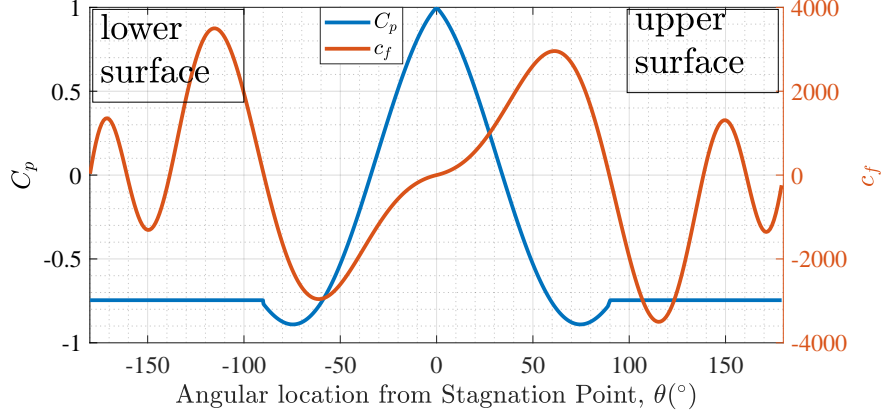 lower
surface
C_p
c_f
upper
surface
1
0.5
0
-0.5
-1
C_p
4000
2000
0
-2000
-4000
c_f
-150 -100 -50 0 50 100 150
Angular location from Stagnation Point, θ(°)